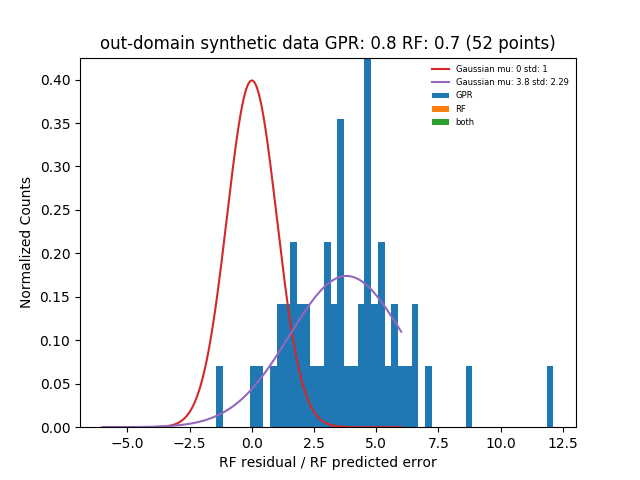 out-domain synthetic data GPR: 0.8 RF: 0.7 (52 points)
Gaussian mu: 0 std: 1
Gaussian mu: 3.8 std: 2.29
GPR
RF
both
Normalized Counts
0.40
0.35
0.30
0.25
0.20
0.15
0.10
0.05
0.00
−5.0 −2.5 0.0 2.5 5.0 7.5 10.0 12.5
RF residual / RF predicted error